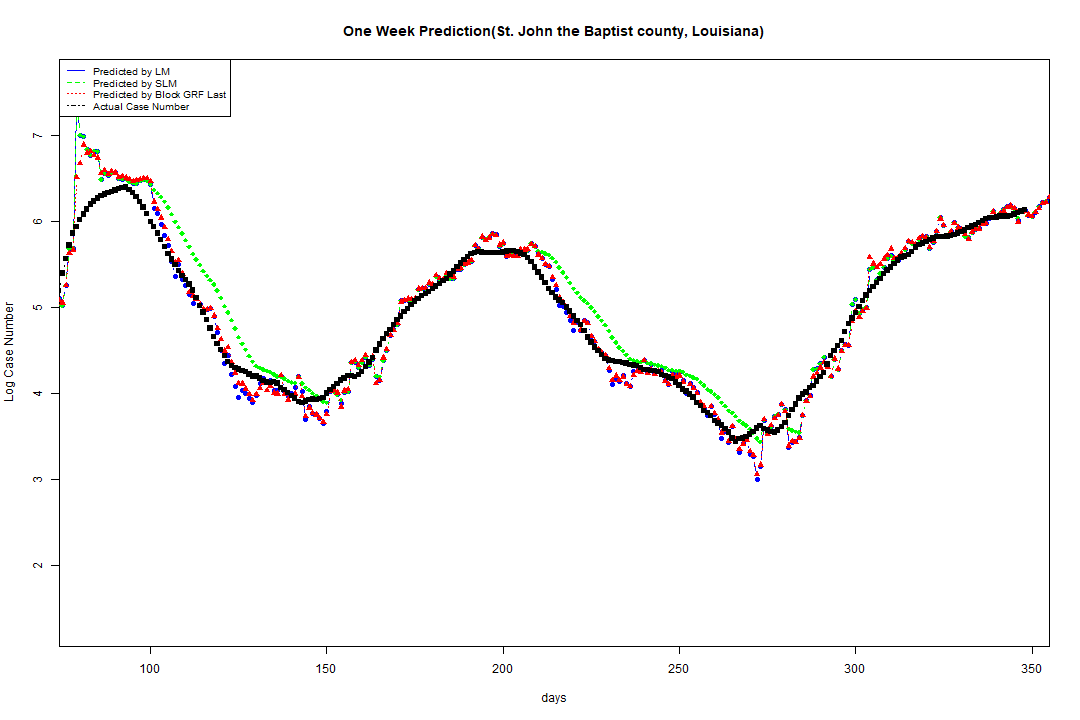 One Week Prediction(St. John the Baptist county, Louisiana)
Predicted by LM
Predicted by SLM
Predicted by Block GRF Last
Actual Case Number
7
6
5
4
3
2
Log Case Number
100 150 200 250 300 350
days